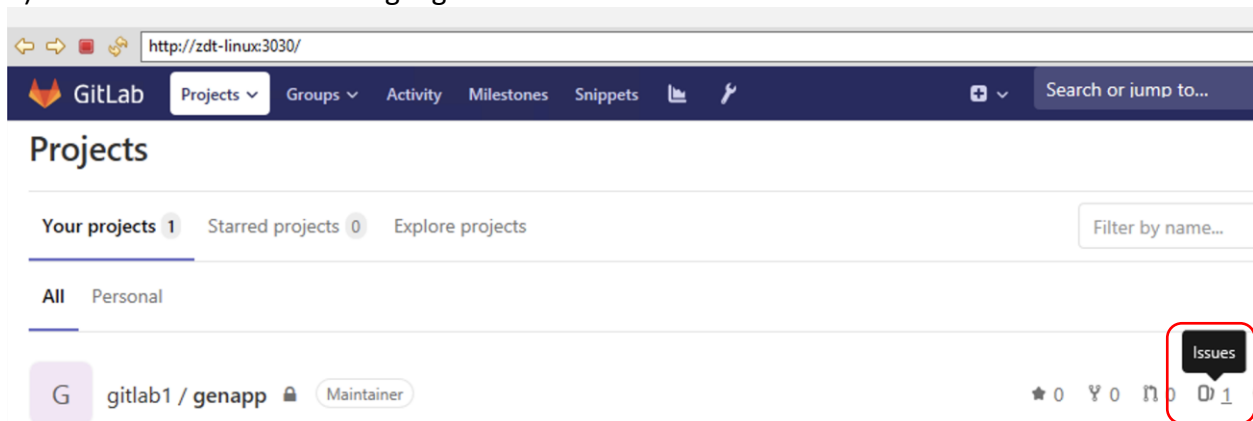 http://zdt-linux:3030/
GitLab Projects Groups Activity Milestones Snippets Search or jump to...
Projects
Your projects 1 Starred projects 0 Explore projects Filter by name...
All Personal
Issues
G gitlab1 / genapp Maintainer 0 0 0 1